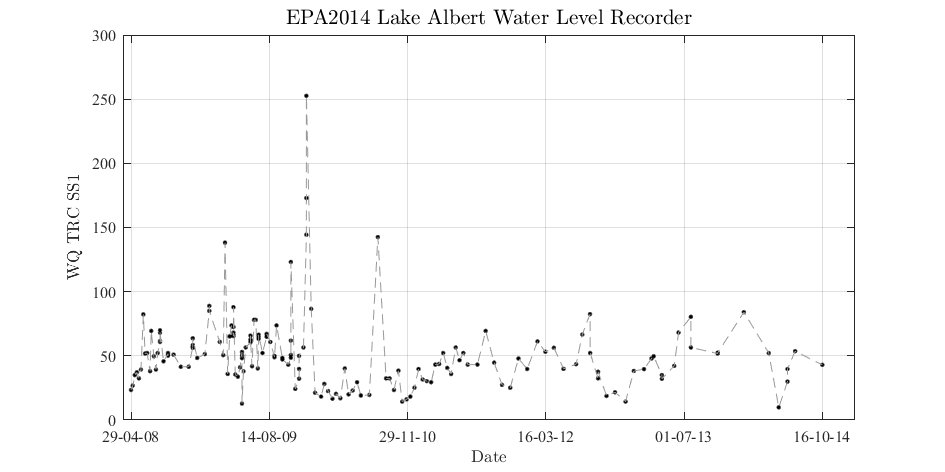 EPA2014 Lake Albert Water Level Recorder
300
250
200
150
100
50
0
WQ TRC SS1
29-04-08 14-08-09 29-11-10 16-03-12 01-07-13 16-10-14
Date